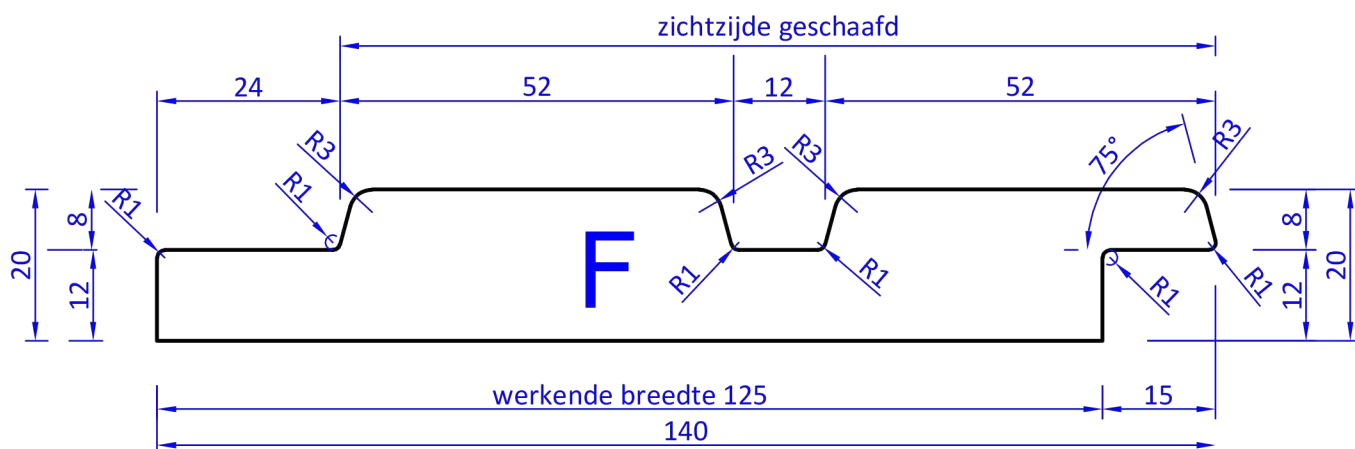 zichtzijde geschaafd
24
52
12
52
R3
R1
R1
R3
R3
75°
R3
8
20
12
F
R1
R1
R1
R1
8
20
12
werkende breedte 125
15
140